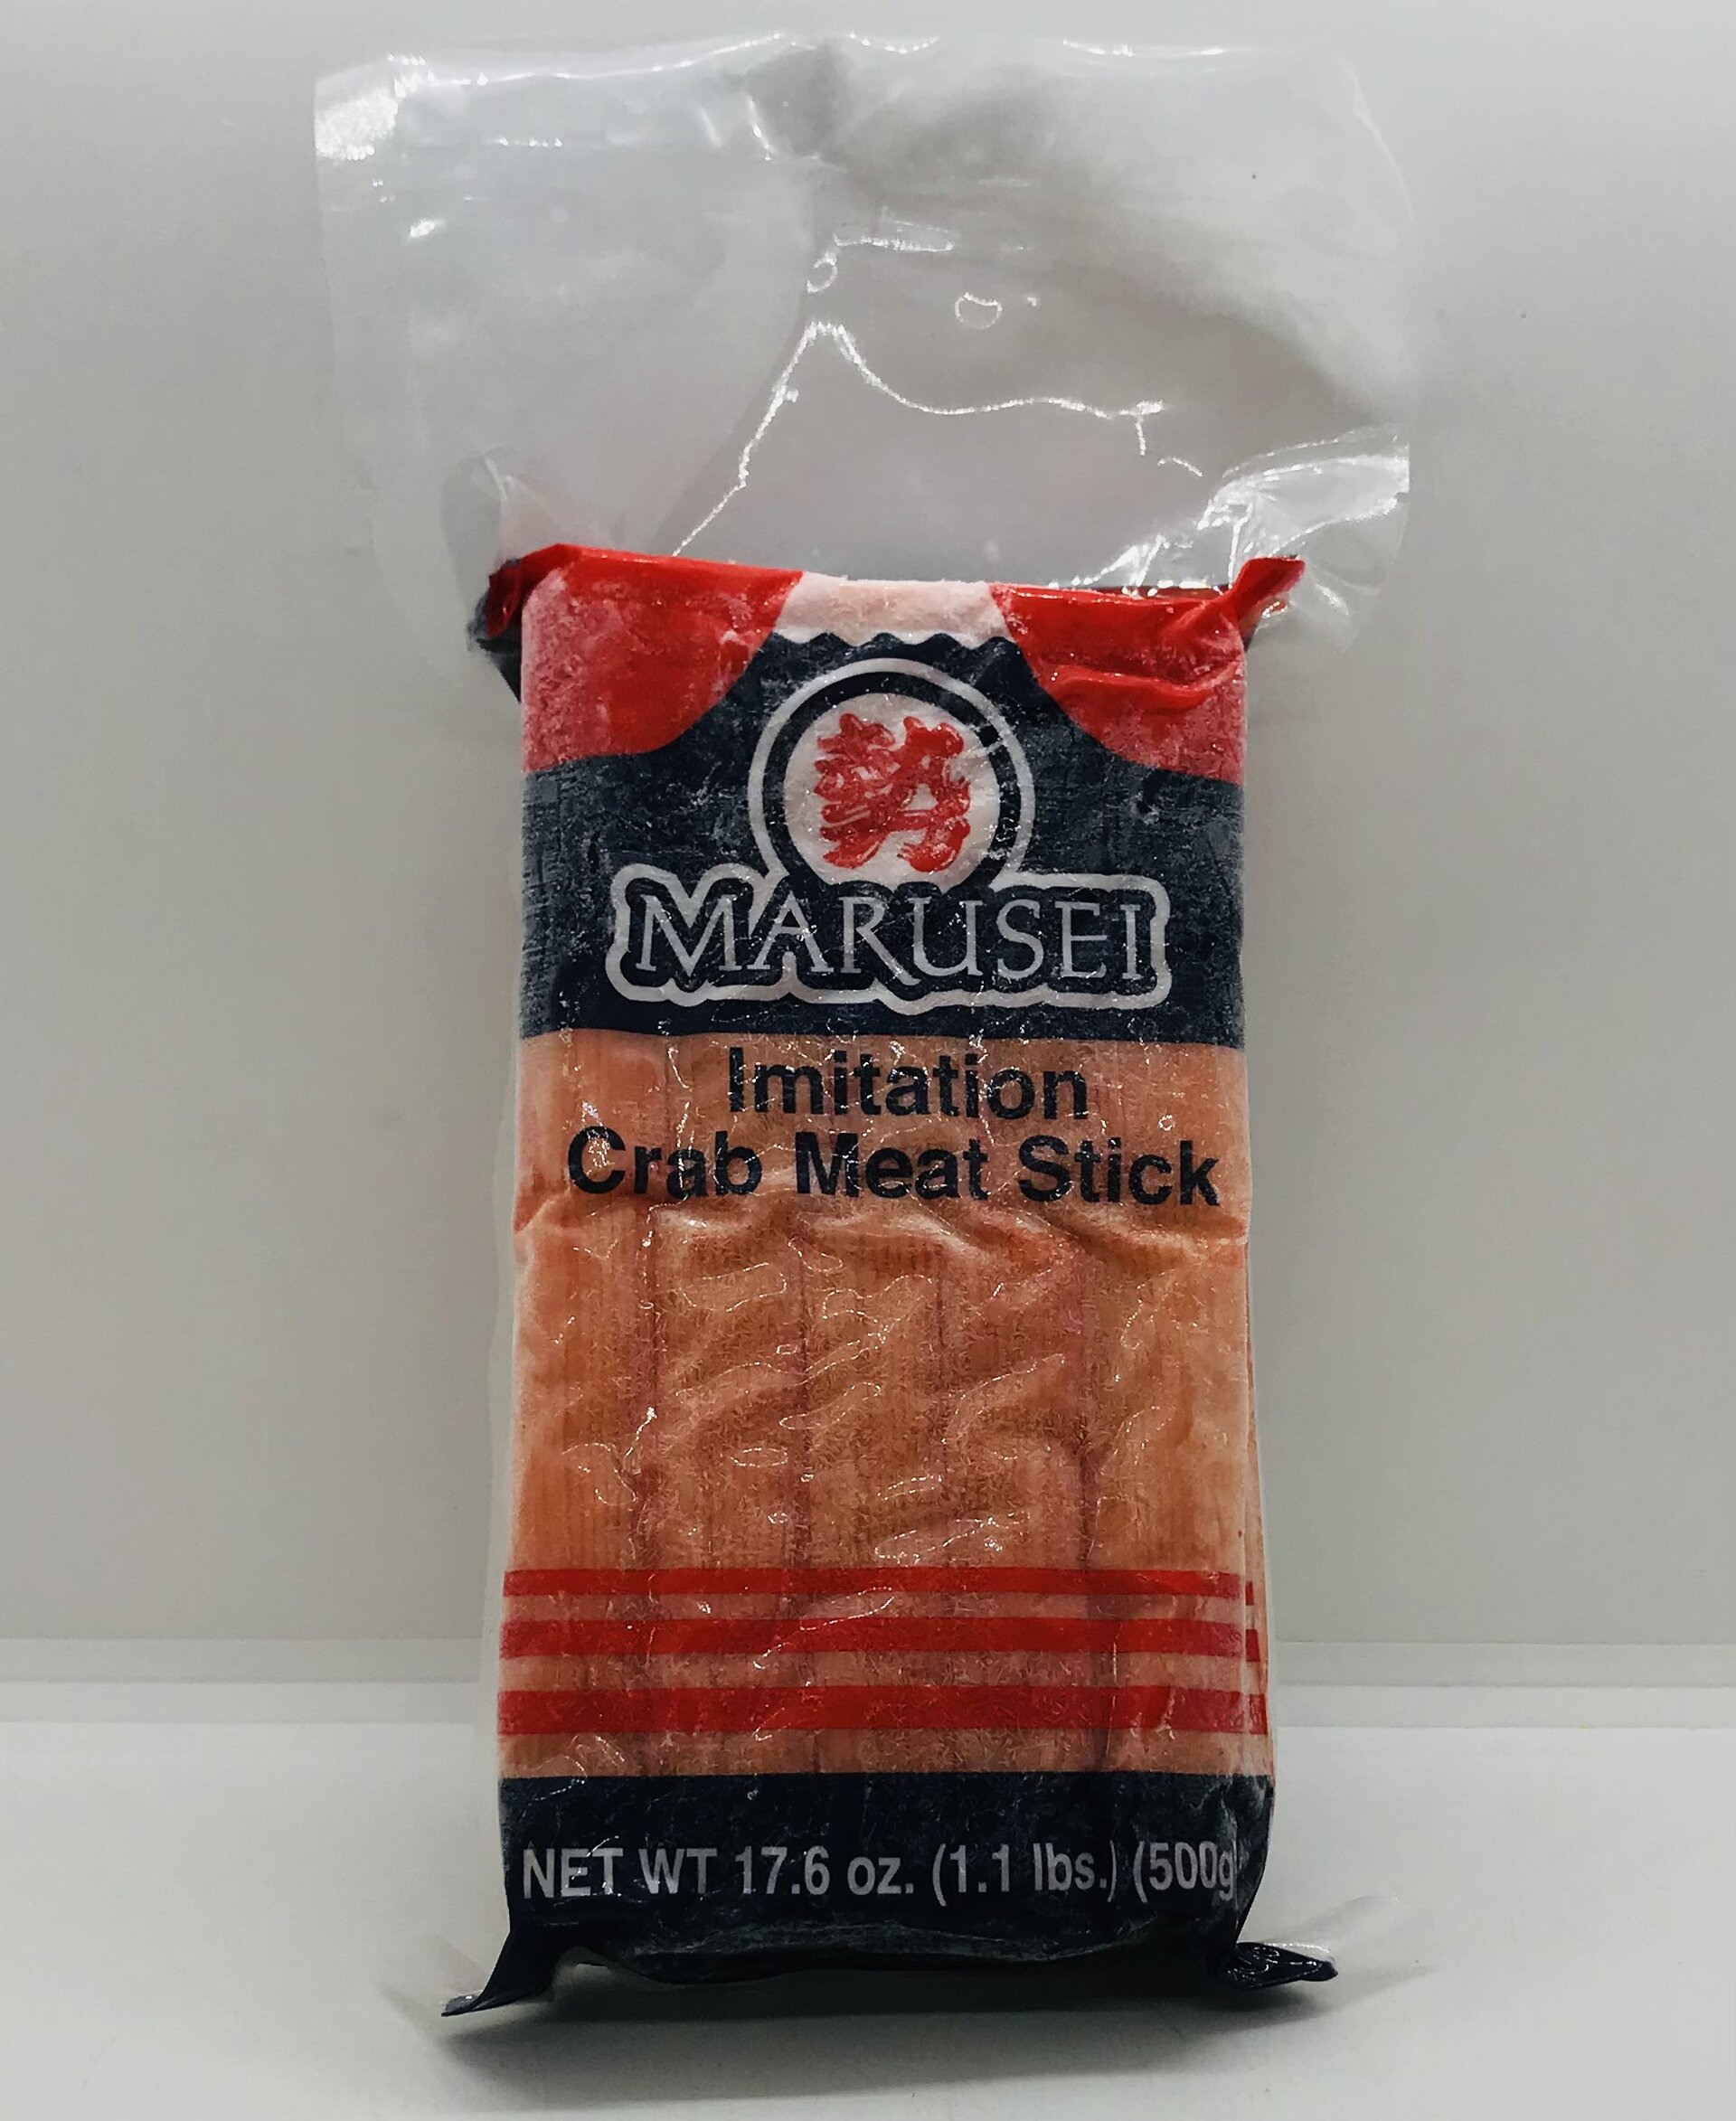 勢
MARUSEI
Imitation
Crab Meat Stick
NET WT 17.6 oz. (1.1 lbs.) (500g)